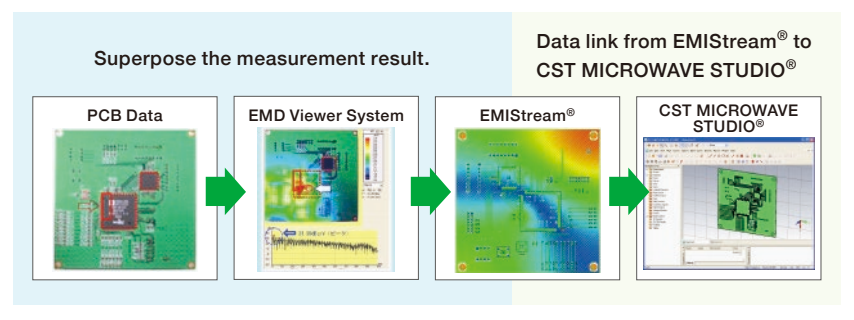 Superpose the measurement result.
Data link from EMIStream® to
CST MICROWAVE STUDIO®
PCB Data
EMD Viewer System
EMIStream®
CST MICROWAVE
STUDIO®